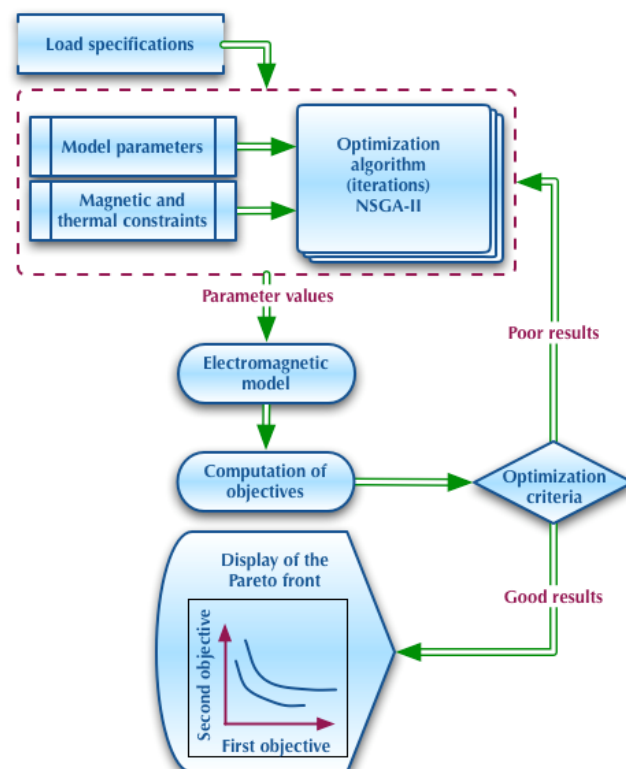 Load specifications
Model parameters
Magnetic and
thermal constraints
Optimization
algorithm
(iterations)
NSGA-II
Parameter values
Poor results
Electromagnetic
model
Computation of
objectives
Optimization
criteria
Good results
Display of the
Pareto front
Second objective
First objective